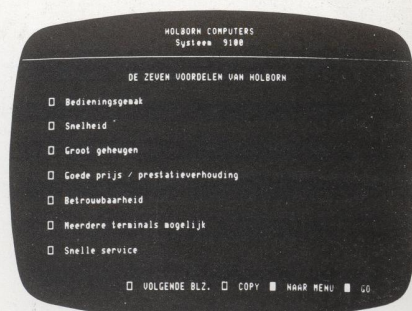 HOLBORN COMPUTERS
Systeem 9100
DE ZEVEN VOORDELEN VAN HOLBORN
Bedieningsgemak
Snelheid
Groot geheugen
Goede prijs / prestatieverhouding
Betrouwbaarheid
Meerdere terminals mogelijk
Snelle service
VOLGENDE BLZ. COPY NAAR MENU GO